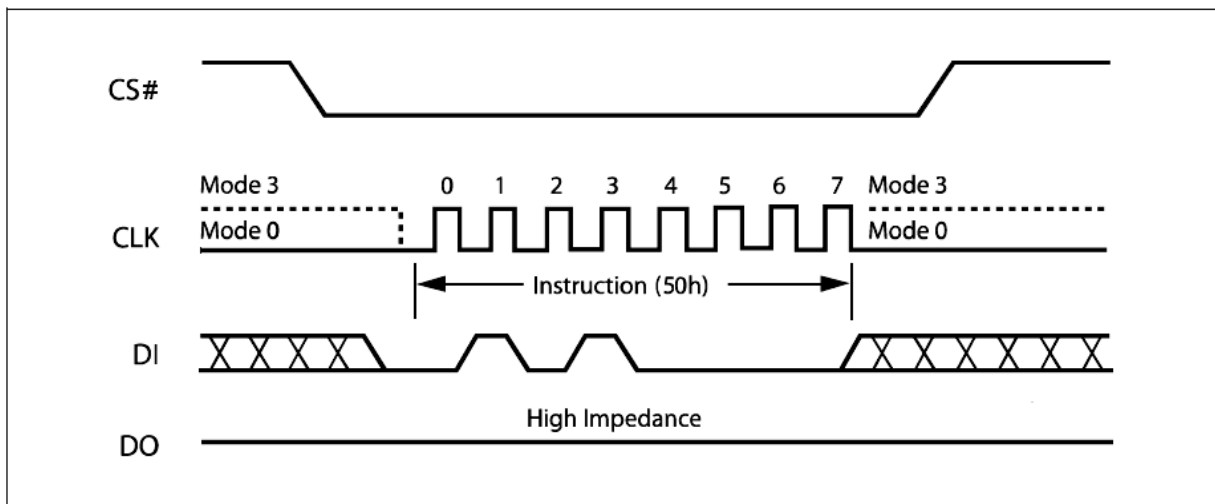 CS#
Mode 3 0 1 2 3 4 5 6 7 Mode 3
CLK Mode 0 Mode 0
Instruction (50h)
DI
High Impedance
DO